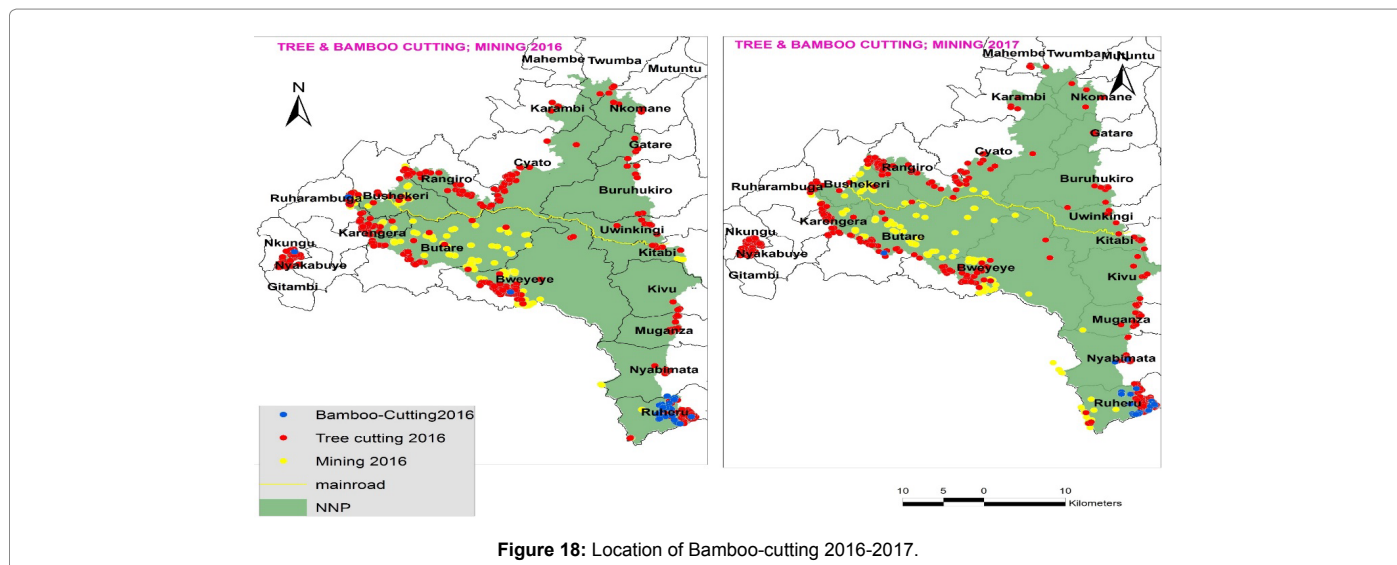 TREE & BAMBOO CUTTING; MINING 2016
Mahembe
Twumba
Mutuntu
N
Karambi
Nkomane
Gatare
Cyato
Rangiro
Buruhukiro
Ruharambuga
Bushekeri
Uwinkingi
Karengera
Nkungu
Butare
Kitabi
Nyakabuye
Bweyeye
Gitambi
Kivu
Muganza
Nyabimata
Ruheru
Bamboo-Cutting2016
Tree cutting 2016
Mining 2016
mainroad
NNP
TREE & BAMBOO CUTTING; MINING 2017
Mahembe
Twumba
Mutuntu
N
Karambi
Nkomane
Gatare
Cyato
Rangiro
Buruhukiro
Ruharambuga
Bushekeri
Uwinkingi
Karengera
Nkungu
Butare
Kitabi
Nyakabuye
Bweyeye
Gitambi
Kivu
Muganza
Nyabimata
Ruheru
10 5 0 10
Kilometers
Figure 18: Location of Bamboo-cutting 2016-2017.